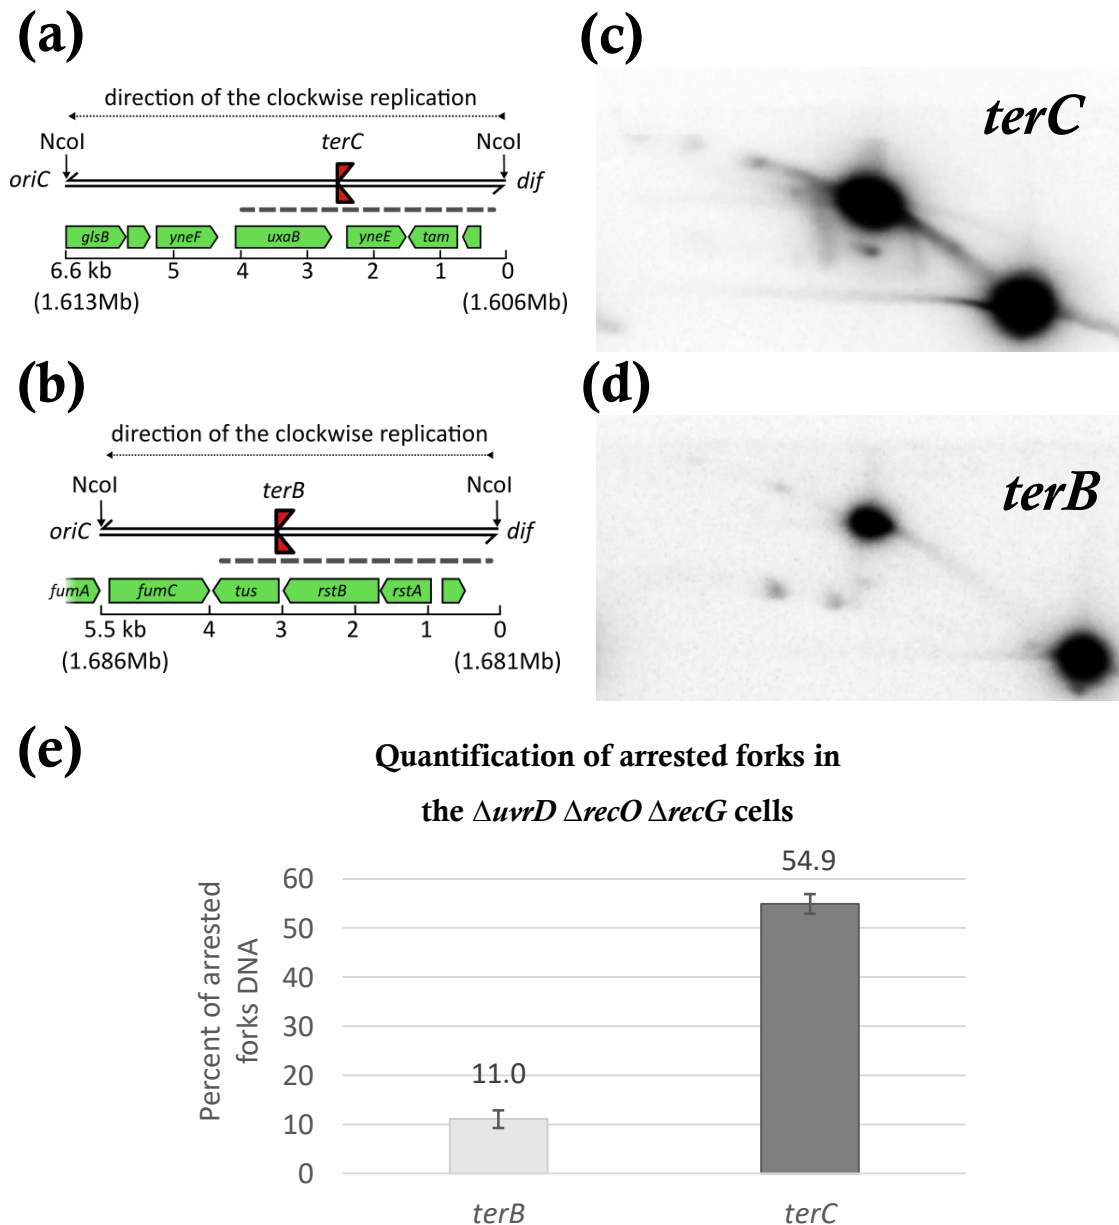 (a)
direction of the clockwise replication
NcoI terC NcoI
oriC dif
glsB yneF uxaB yneE tam
6.6 kb 5 4 3 2 1 0
(1.613Mb) (1.606Mb)
(c)
terC
(b)
direction of the clockwise replication
NcoI terB NcoI
oriC dif
fumA fumC tus rstB rstA
5.5 kb 4 3 2 1 0
(1.686Mb) (1.681Mb)
(d)
terB
(e)
Quantification of arrested forks in
the ΔuvrD ΔrecO ΔrecG cells
Percent of arrested
forks DNA
60
50
40
30
20
10
0
11.0
54.9
terB terC